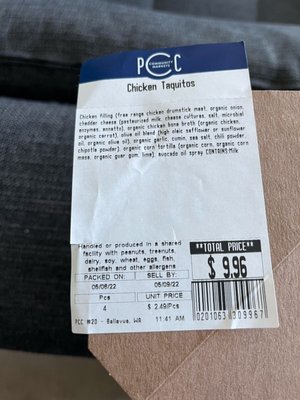 PCC
COMMUNITY
MARKETS
Chicken Taquitos
Chicken filling (free range chicken drumstick meat, organic onion,
cheddar cheese (pasteurized milk, cheese cultures, salt, microbial
enzymes, annatto), organic chicken bone broth (organic chicken,
organic carrot), olive oil blend (high oleic safflower or sunflower
oil, organic olive oil), organic garlic, cumin, sea salt, chili powder,
chipotle powder), organic corn tortilla (organic corn, organic corn
masa, organic guar gum, lime), avocado oil spray CONTAINS:Milk
Handled or produced in a shared
facility with peanuts, treenuts,
dairy, soy, wheat, eggs, fish,
shellfish and other allergens
PACKED ON: SELL BY:
05/06/22 05/09/22
Pcs UNIT PRICE
4 $ 2.49/Pcs
**TOTAL PRICE**
$ 9.96
0201063 309967
PCC #20 - Bellevue, WA 11:41 AM